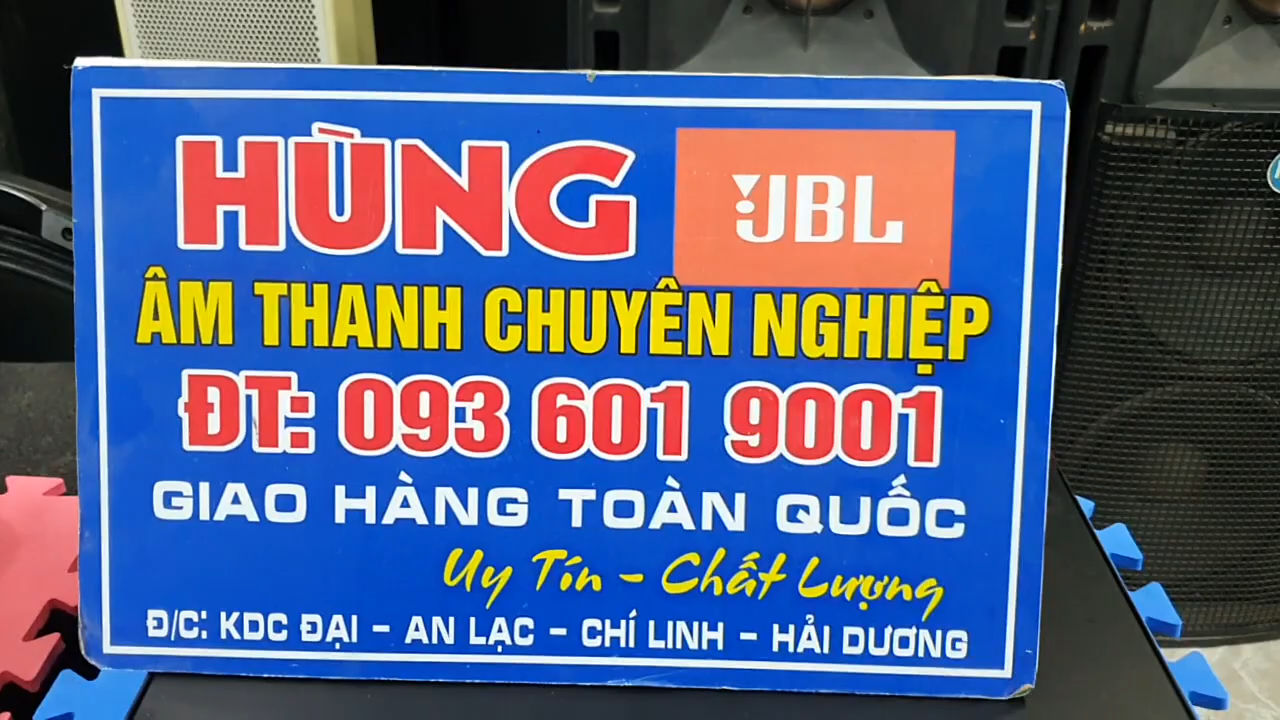 HÙNG JBL
ÂM THANH CHUYÊN NGHIỆP
ĐT: 093 601 9001
GIAO HÀNG TOÀN QUỐC
Uy Tín - Chất Lượng
Đ/C: KDC ĐẠI - AN LẠC - CHÍ LINH - HẢI DƯƠNG